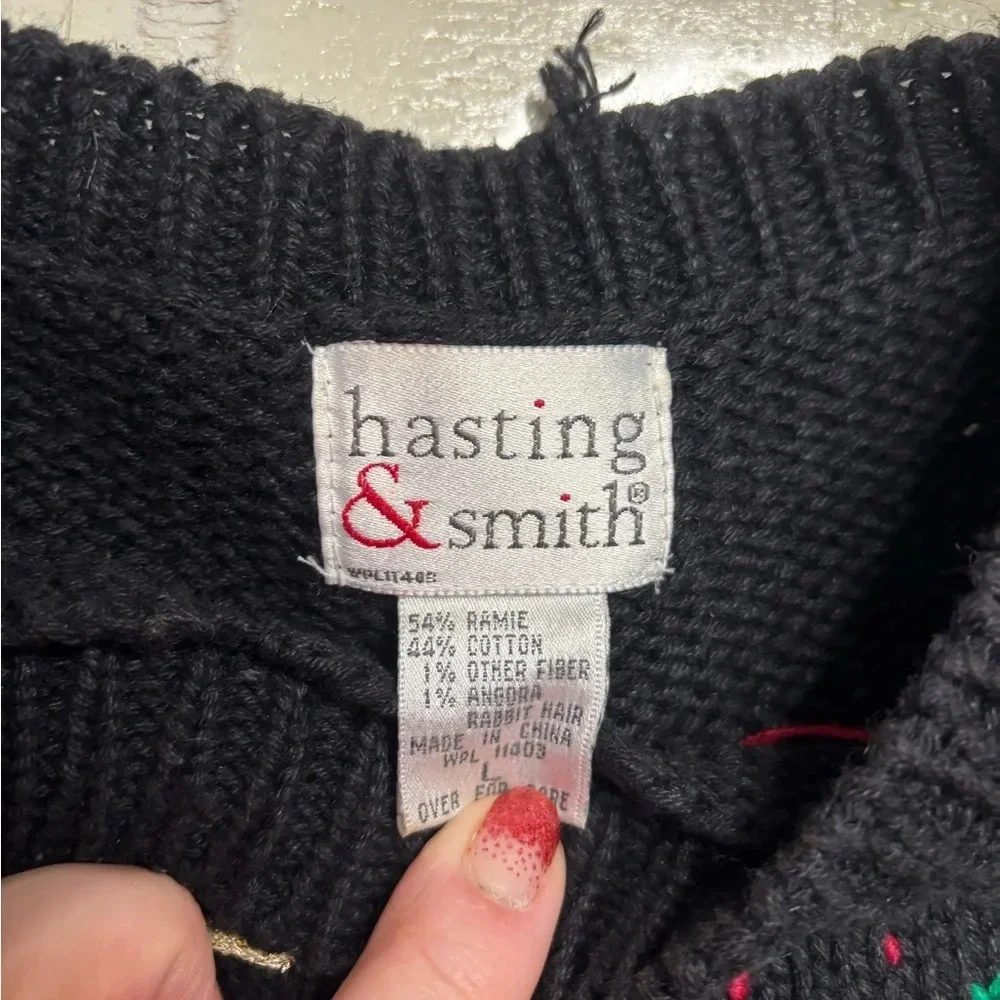 hasting
& smith®
WPL11403
54% RAMIE
44% COTTON
1% OTHER FIBER
1% ANGORA
RABBIT HAIR
MADE IN CHINA
WPL 11403
L
OVER FOR CARE